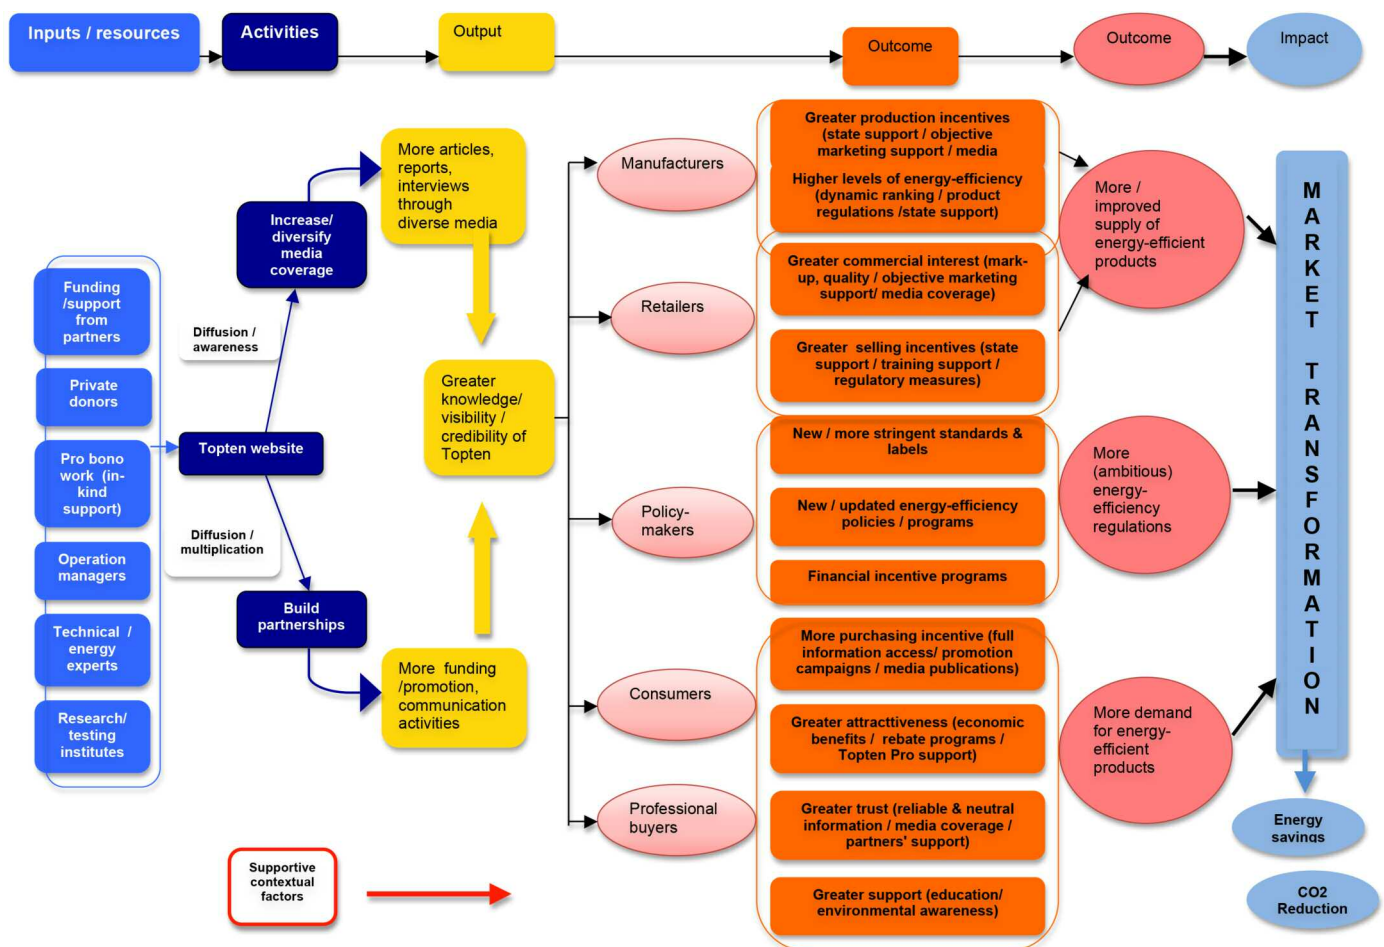 Inputs / resources
Activities
Output
Outcome
Outcome
Impact
Funding
/support
from
partners
Private
donors
Pro bono
work (in-
kind
support)
Operation
managers
Technical /
energy
experts
Research/
testing
institutes
Topten website
Diffusion /
awareness
Diffusion /
multiplication
Increase/
diversify
media
coverage
Build
partnerships
More articles,
reports,
interviews
through
diverse media
Greater
knowledge/
visibility /
credibility of
Topten
More funding
/promotion,
communication
activities
Supportive
contextual
factors
Manufacturers
Retailers
Policy-
makers
Consumers
Professional
buyers
Greater production incentives
(state support / objective
marketing support / media
Higher levels of energy-efficiency
(dynamic ranking / product
regulations /state support)
Greater commercial interest (mark-
up, quality / objective marketing
support/ media coverage)
Greater selling incentives (state
support / training support /
regulatory measures)
New / more stringent standards &
labels
New / updated energy-efficiency
policies / programs
Financial incentive programs
More purchasing incentive (full
information access/ promotion
campaigns / media publications)
Greater attracttiveness (economic
benefits / rebate programs /
Topten Pro support)
Greater trust (reliable & neutral
information / media coverage /
partners' support)
Greater support (education/
environmental awareness)
More /
improved
supply of
energy-efficient
products
More
(ambitious)
energy-
efficiency
regulations
More demand
for energy-
efficient
products
MARKET TRANSFORMATION
Energy
savings
CO2
Reduction